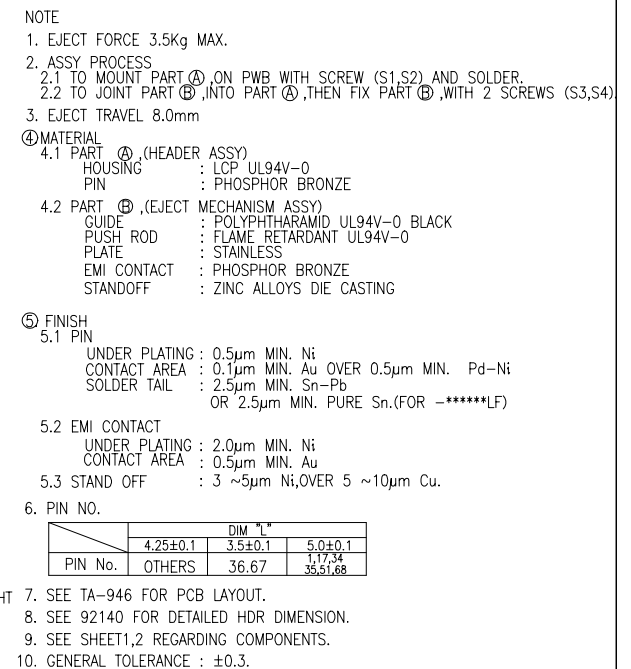 NOTE
1. EJECT FORCE 3.5Kg MAX.
2. ASSY PROCESS
2.1 TO MOUNT PART Ⓐ ,ON PWB WITH SCREW (S1,S2) AND SOLDER.
2.2 TO JOINT PART Ⓑ ,INTO PART Ⓐ ,THEN FIX PART Ⓑ ,WITH 2 SCREWS (S3,S4)
3. EJECT TRAVEL 8.0mm
④ MATERIAL
4.1 PART Ⓐ ,(HEADER ASSY)
HOUSING : LCP UL94V-0
PIN : PHOSPHOR BRONZE
4.2 PART Ⓑ ,(EJECT MECHANISM ASSY)
GUIDE : POLYPHTHARAMID UL94V-0 BLACK
PUSH ROD : FLAME RETARDANT UL94V-0
PLATE : STAINLESS
EMI CONTACT : PHOSPHOR BRONZE
STANDOFF : ZINC ALLOYS DIE CASTING
⑤ FINISH
5.1 PIN
UNDER PLATING : 0.5µm MIN. Ni
CONTACT AREA : 0.1µm MIN. Au OVER 0.5µm MIN. Pd-Ni
SOLDER TAIL : 2.5µm MIN. Sn-Pb
OR 2.5µm MIN. PURE Sn.(FOR -******LF)
5.2 EMI CONTACT
UNDER PLATING : 2.0µm MIN. Ni
CONTACT AREA : 0.5µm MIN. Au
5.3 STAND OFF : 3 ~5µm Ni,OVER 5 ~10µm Cu.
6. PIN NO.
DIM "L"
4.25±0.1 3.5±0.1 5.0±0.1
PIN No. OTHERS 36.67 1,17,34
35,51,68
HT 7. SEE TA-946 FOR PCB LAYOUT.
8. SEE 92140 FOR DETAILED HDR DIMENSION.
9. SEE SHEET1,2 REGARDING COMPONENTS.
10. GENERAL TOLERANCE : ±0.3.